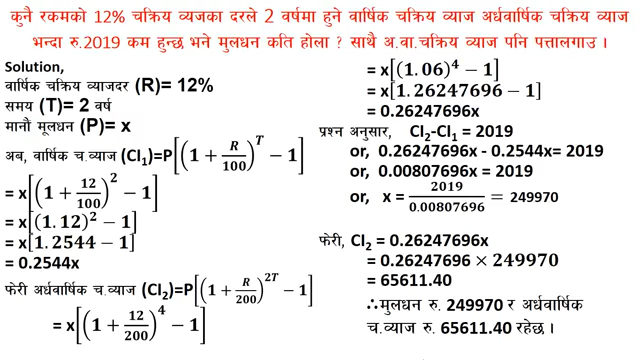 कुनै रकमको 12% चक्रिय व्यजका दरले 2 वर्षमा हुने वार्षिक चक्रिय व्याज अर्धवार्षिक चक्रिय व्याज
भन्दा रु.2019 कम हुन्छ भने मुलधन कति होला ? साथै अ.वा.चक्रिय व्याज पनि पत्तालगाउ ।
Solution,
वार्षिक चक्रिय व्याजदर (R)= 12%
समय (T)= 2 वर्ष
मानौं मूलधन (P)= x
अब, वार्षिक च.व्याज (CI₁)=P[(1 + R/100)^T − 1]
= x[(1 + 12/100)² − 1]
= x[(1.12)² − 1]
= x[1.2544 − 1]
= 0.2544x
फेरी अर्धवार्षिक च.व्याज (CI₂)=P[(1 + R/200)^2T − 1]
= x[(1 + 12/200)⁴ − 1]
= x[(1.06)⁴ − 1]
= x[1.26247696 − 1]
= 0.26247696x
प्रश्न अनुसार, CI₂-CI₁ = 2019
or, 0.26247696x - 0.2544x= 2019
or, 0.00807696x = 2019
or, x = 2019/0.00807696 = 249970
फेरी, CI₂ = 0.26247696x
= 0.26247696 × 249970
= 65611.40
∴मुलधन रु. 249970 र अर्धवार्षिक
च.व्याज रु. 65611.40 रहेछ ।